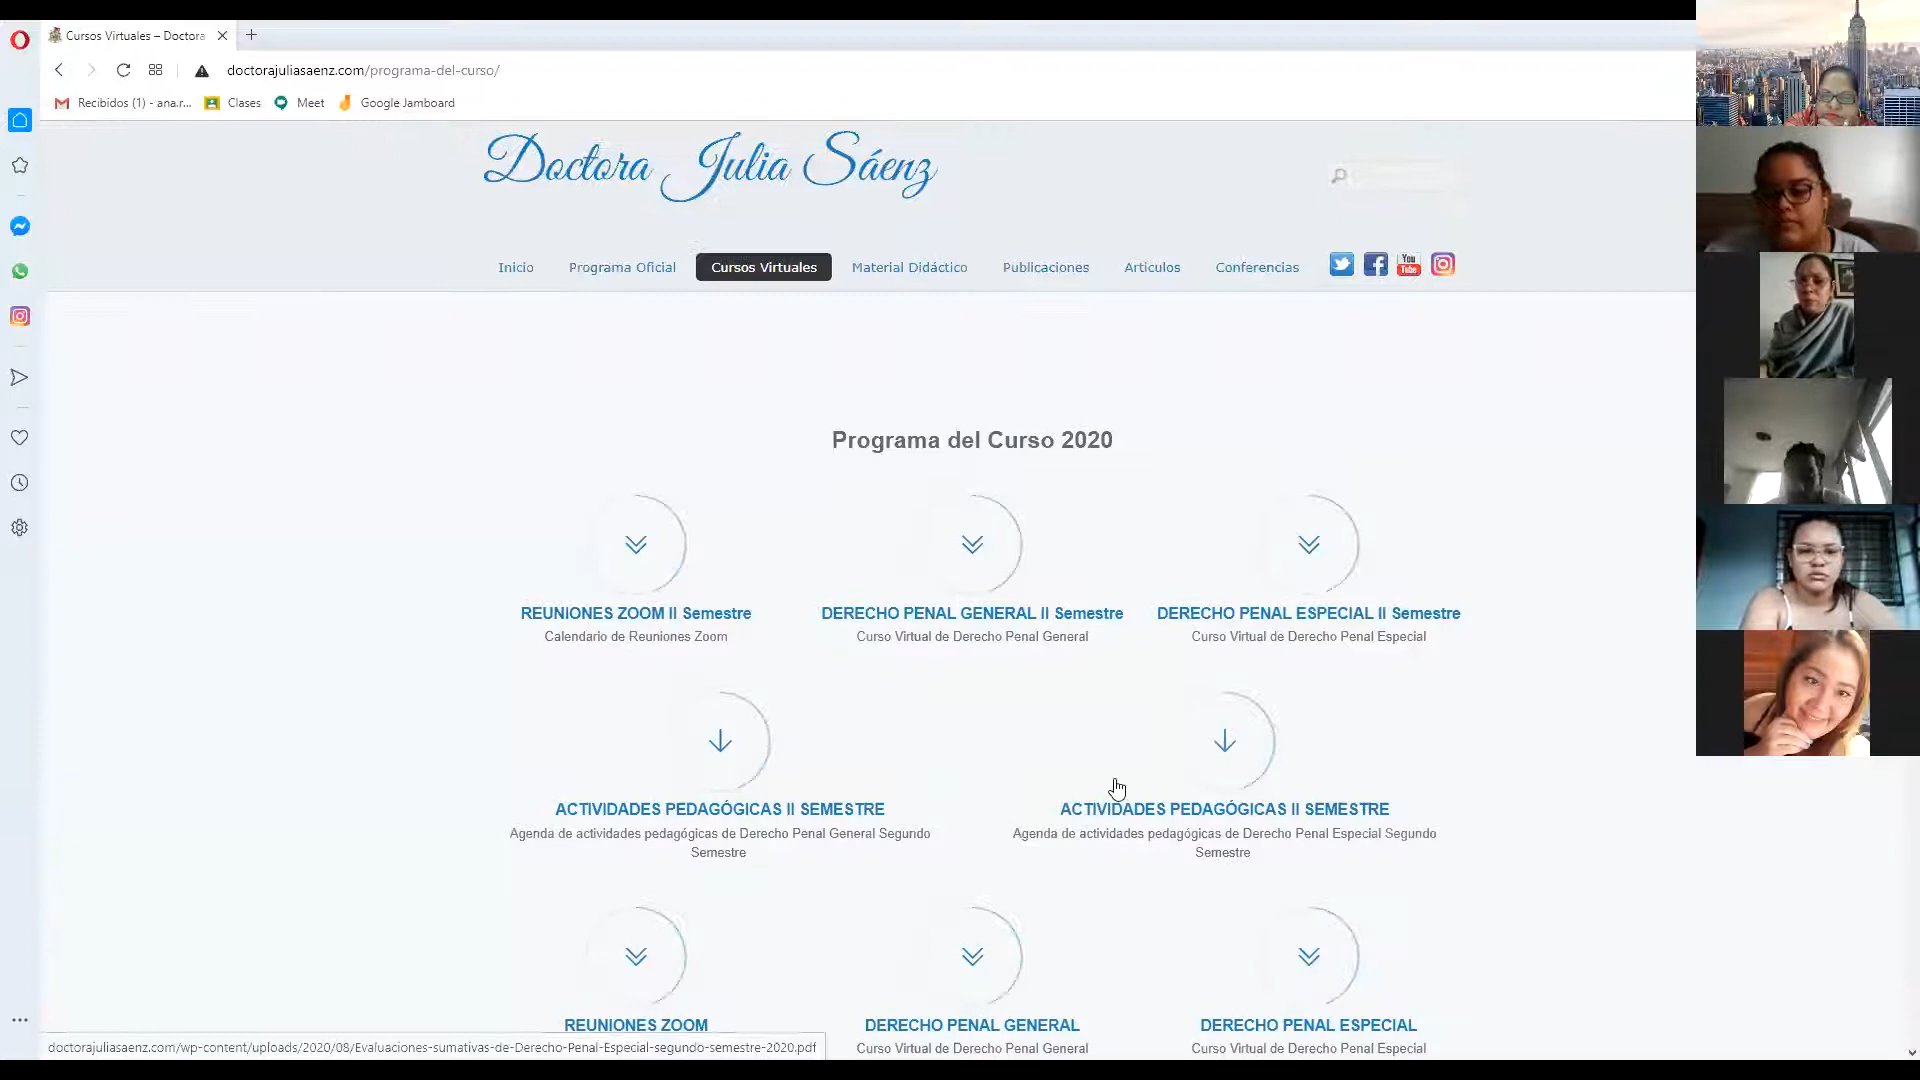 Cursos Virtuales – Doctora
doctorajuliasaenz.com/programa-del-curso/
Recibidos (1) - ana.r... Clases Meet Google Jamboard
Doctora Julia Sáenz
Inicio Programa Oficial Cursos Virtuales Material Didáctico Publicaciones Artículos Conferencias
You
Tube
Programa del Curso 2020
REUNIONES ZOOM II Semestre
Calendario de Reuniones Zoom
DERECHO PENAL GENERAL II Semestre
Curso Virtual de Derecho Penal General
DERECHO PENAL ESPECIAL II Semestre
Curso Virtual de Derecho Penal Especial
ACTIVIDADES PEDAGÓGICAS II SEMESTRE
Agenda de actividades pedagógicas de Derecho Penal General Segundo
Semestre
ACTIVIDADES PEDAGÓGICAS II SEMESTRE
Agenda de actividades pedagógicas de Derecho Penal Especial Segundo
Semestre
REUNIONES ZOOM
DERECHO PENAL GENERAL
Curso Virtual de Derecho Penal General
DERECHO PENAL ESPECIAL
Curso Virtual de Derecho Penal Especial
doctorajuliasaenz.com/wp-content/uploads/2020/08/Evaluaciones-sumativas-de-Derecho-Penal-Especial-segundo-semestre-2020.pdf